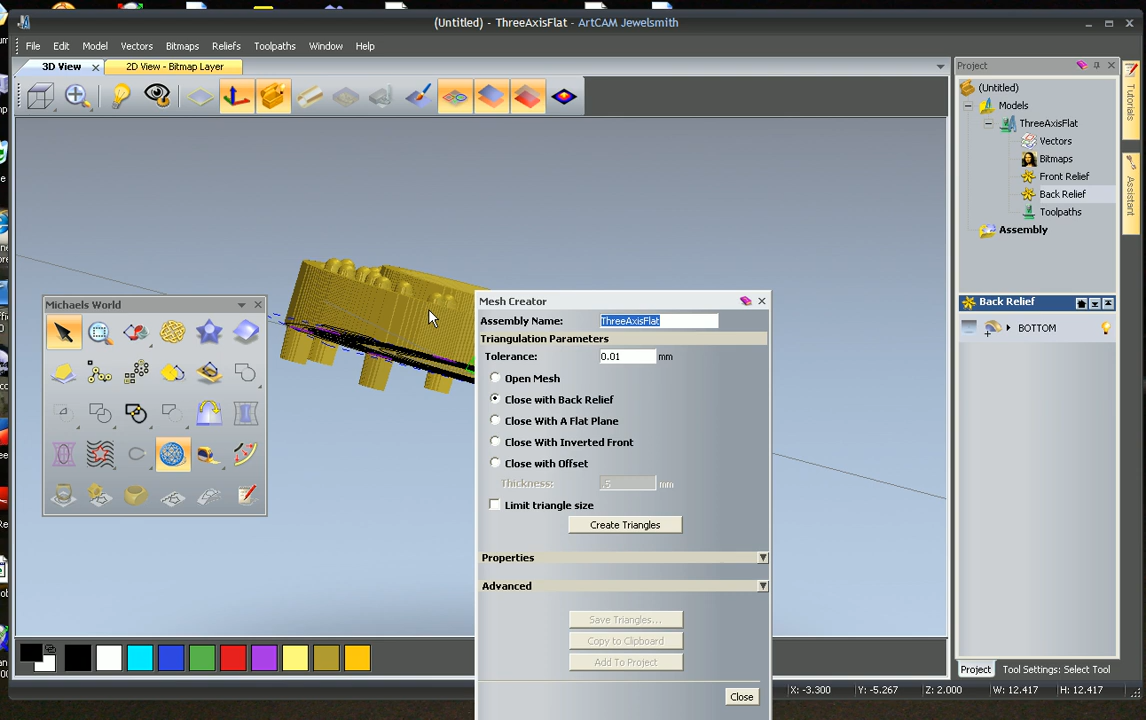 (Untitled) - ThreeAxisFlat - ArtCAM Jewelsmith
File Edit Model Vectors Bitmaps Reliefs Toolpaths Window Help
3D View
2D View - Bitmap Layer
Project
(Untitled)
Models
ThreeAxisFlat
Vectors
Bitmaps
Front Relief
Back Relief
Toolpaths
Assembly
Tutorials
Assistant
Back Relief
BOTTOM
Michaels World
Mesh Creator
Assembly Name: ThreeAxisFlat
Triangulation Parameters
Tolerance: 0.01 mm
Open Mesh
Close with Back Relief
Close With A Flat Plane
Close With Inverted Front
Close with Offset
Thickness: .5 mm
Limit triangle size
Create Triangles
Properties
Advanced
Save Triangles...
Copy to Clipboard
Add To Project
Close
Project
Tool Settings: Select Tool
X: -3.300 Y: -5.267 Z: 2.000 W: 12.417 H: 12.417